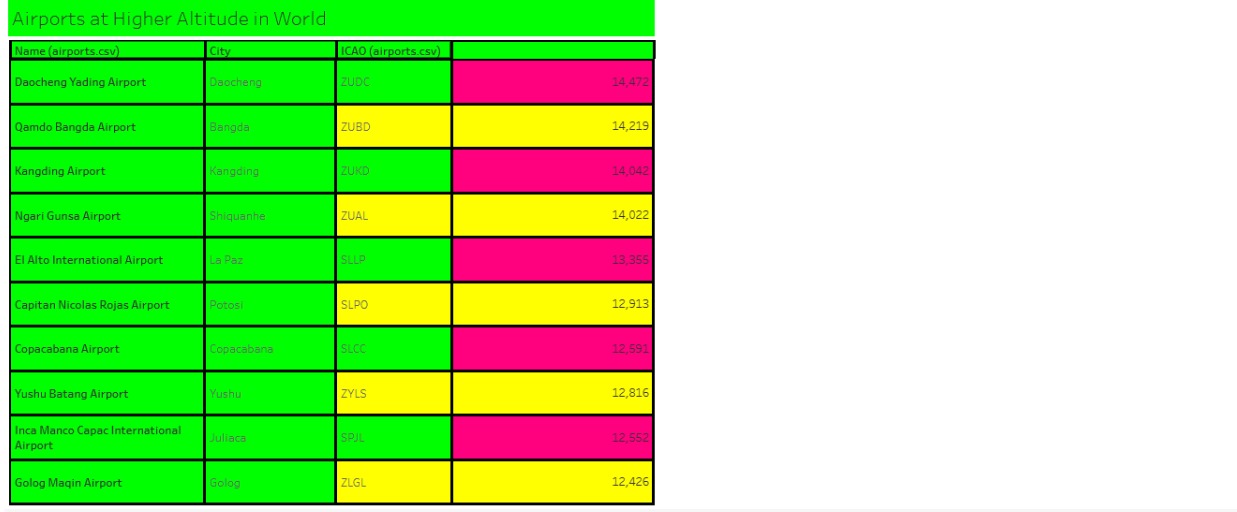 Airports at Higher Altitude in World
Name (airports.csv) City ICAO (airports.csv)
Daocheng Yading Airport Daocheng ZUDC 14,472
Qamdo Bangda Airport Bangda ZUBD 14,219
Kangding Airport Kangding ZUKD 14,042
Ngari Gunsa Airport Shiquanhe ZUAL 14,022
El Alto International Airport La Paz SLLP 13,355
Capitan Nicolas Rojas Airport Potosi SLPO 12,913
Copacabana Airport Copacabana SLCC 12,591
Yushu Batang Airport Yushu ZYLS 12,816
Inca Manco Capac International
Airport Juliaca SPJL 12,552
Golog Maqin Airport Golog ZLGL 12,426